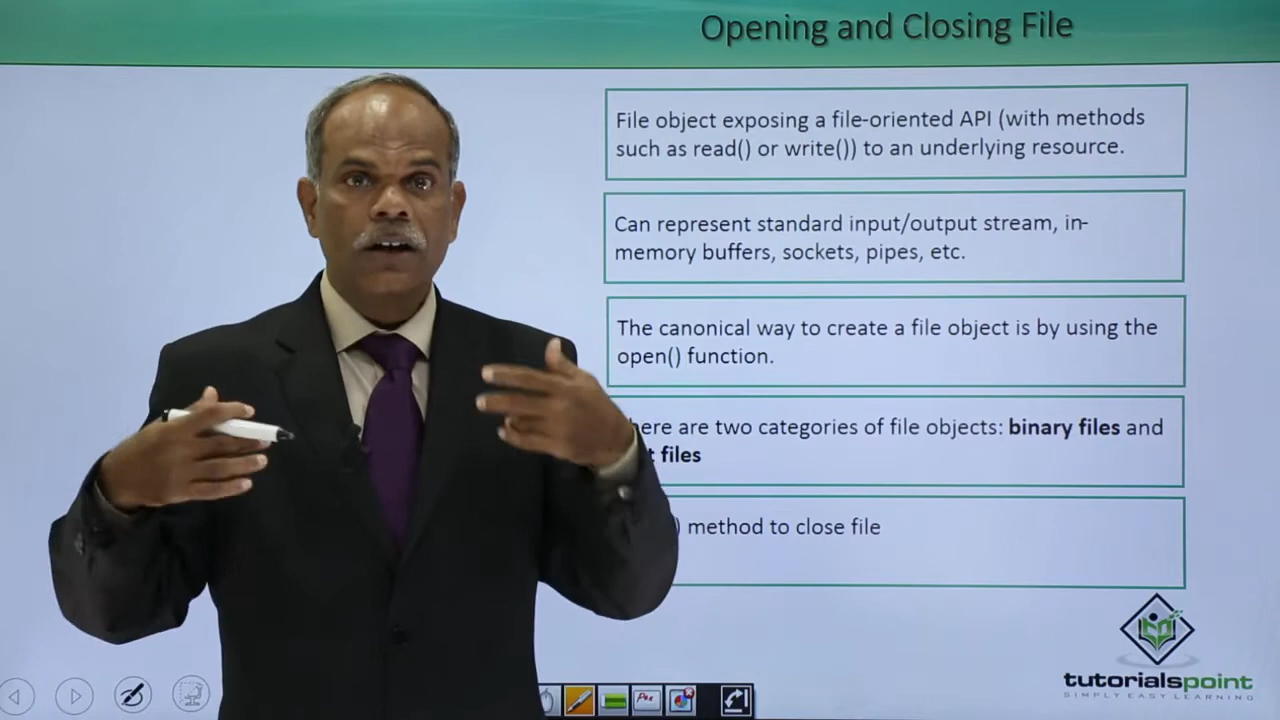 Opening and Closing File
File object exposing a file-oriented API (with methods
such as read() or write()) to an underlying resource.
Can represent standard input/output stream, in-
memory buffers, sockets, pipes, etc.
The canonical way to create a file object is by using the
open() function.
here are two categories of file objects: binary files and
t files
) method to close file
tutorialspoint
SIMPLY EASY LEARNING